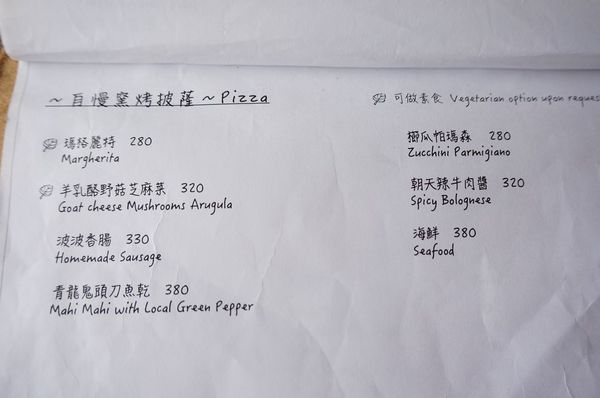 ~自慢窯烤披薩~Pizza
可做素食 Vegetarian option upon reques
瑪格麗特 280
Margherita
羊乳酪野菇芝麻菜 320
Goat cheese Mushrooms Arugula
波波香腸 330
Homemade Sausage
青龍鬼頭刀魚乾 380
Mahi Mahi with Local Green Pepper
櫛瓜帕瑪森 280
Zucchini Parmigiano
朝天辣牛肉醬 320
Spicy Bolognese
海鮮 380
Seafood